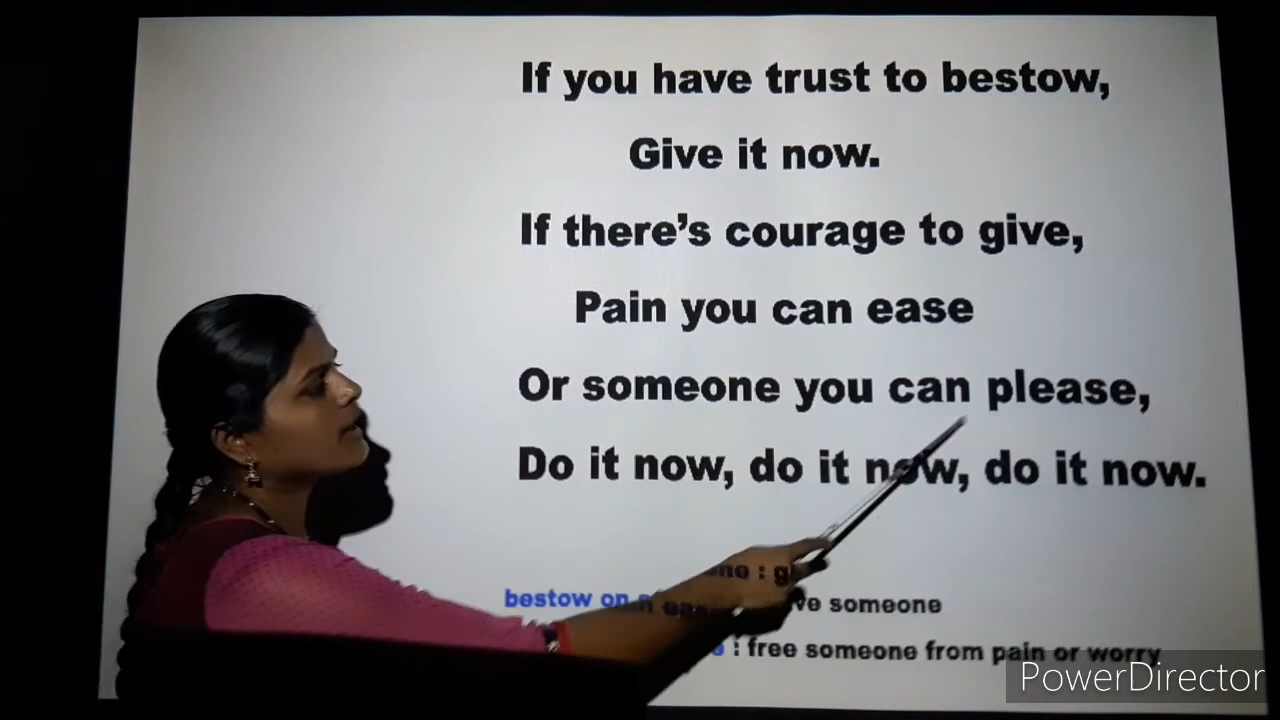 If you have trust to bestow,
Give it now.
If there's courage to give,
Pain you can ease
Or someone you can please,
Do it now, do it now, do it now.
bestow on someone
: free someone from pain or worry
PowerDirector